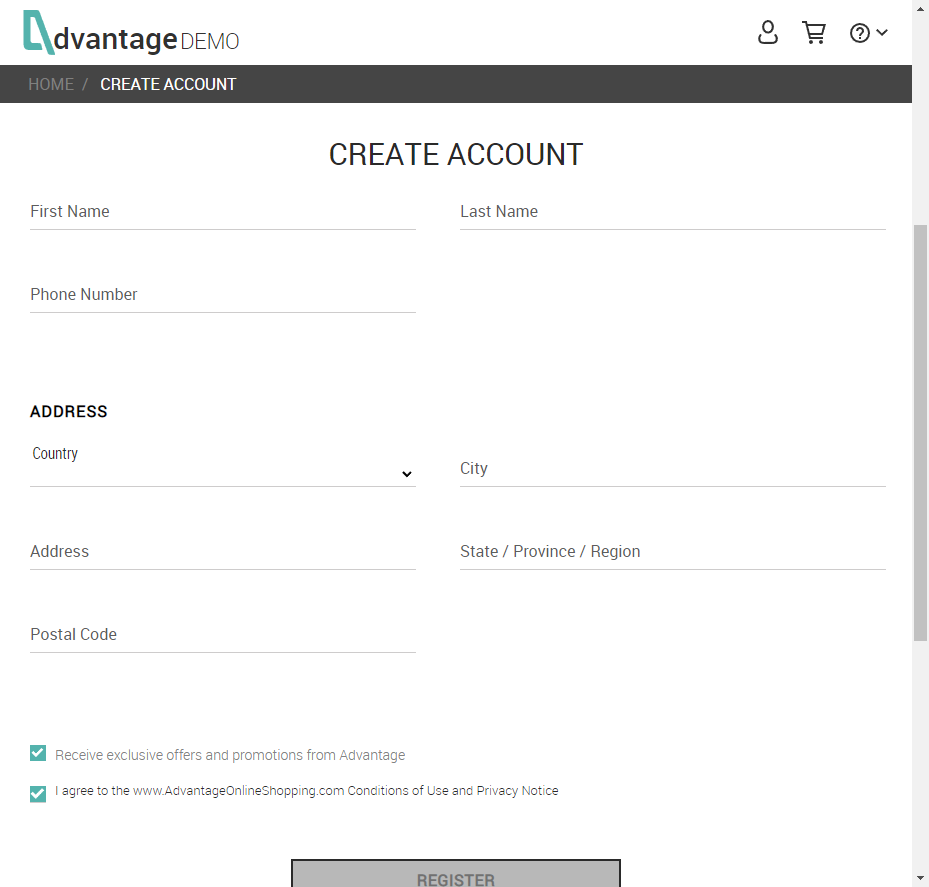 dvantage DEMO
HOME / CREATE ACCOUNT
CREATE ACCOUNT
First Name
Last Name
Phone Number
ADDRESS
Country
City
Address
State / Province / Region
Postal Code
Receive exclusive offers and promotions from Advantage
I agree to the www.AdvantageOnlineShopping.com Conditions of Use and Privacy Notice
REGISTER